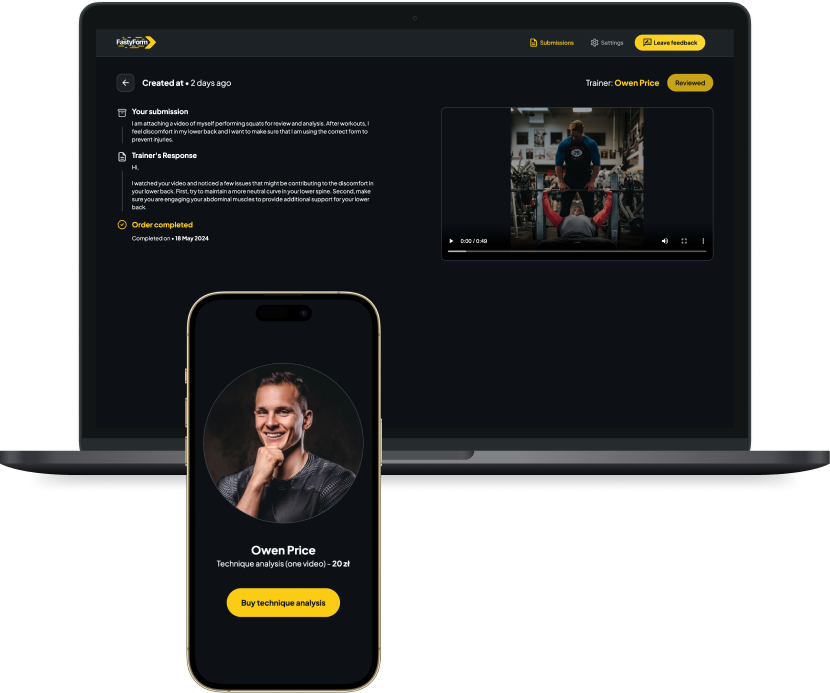 FastyForm
Submissions
Settings
Leave feedback
Created at • 2 days ago
Trainer: Owen Price
Reviewed
Your submission
I am attaching a video of myself performing squats for review and analysis. After workouts, I
feel discomfort in my lower back and I want to make sure that I am using the correct form to
prevent injuries.
Trainer's Response
Hi,
I watched your video and noticed a few issues that might be contributing to the discomfort in
your lower back. First, try to maintain a more neutral curve in your lower spine. Second, make
sure you are engaging your abdominal muscles to provide additional support for your lower
back.
Order completed
Completed on • 18 May 2024
0:00 / 0:49
Owen Price
Technique analysis (one video) - 20 zł
Buy technique analysis